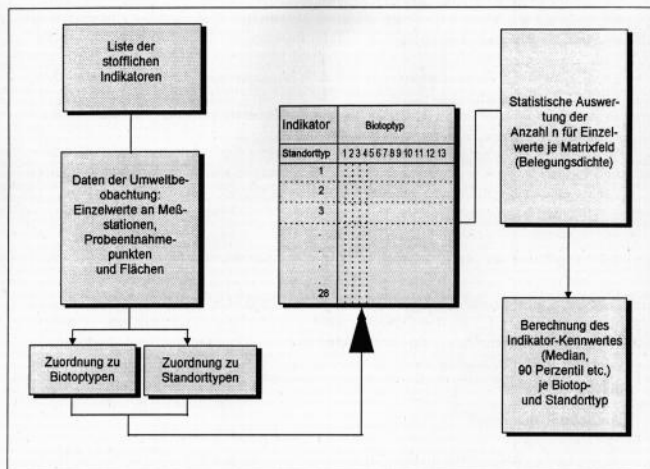 Liste der
stofflichen
Indikatoren
Daten der Umweltbe-
obachtung:
Einzelwerte an Meß-
stationen,
Probeentnahme-
punkten
und Flächen
Zuordnung zu
Biotoptypen
Zuordnung zu
Standorttypen
Indikator Biotoptyp
Standorttyp 1 2 3 4 5 6 7 8 9 10 11 12 13
1
2
3
.
.
.
28
Statistische Auswer-
tung der
Anzahl n für Einzel-
werte je Matrixfeld
(Belegungsdichte)
Berechnung des
Indikator-Kennwertes
(Median,
90 Perzentil etc.)
je Biotop-
und Standorttyp